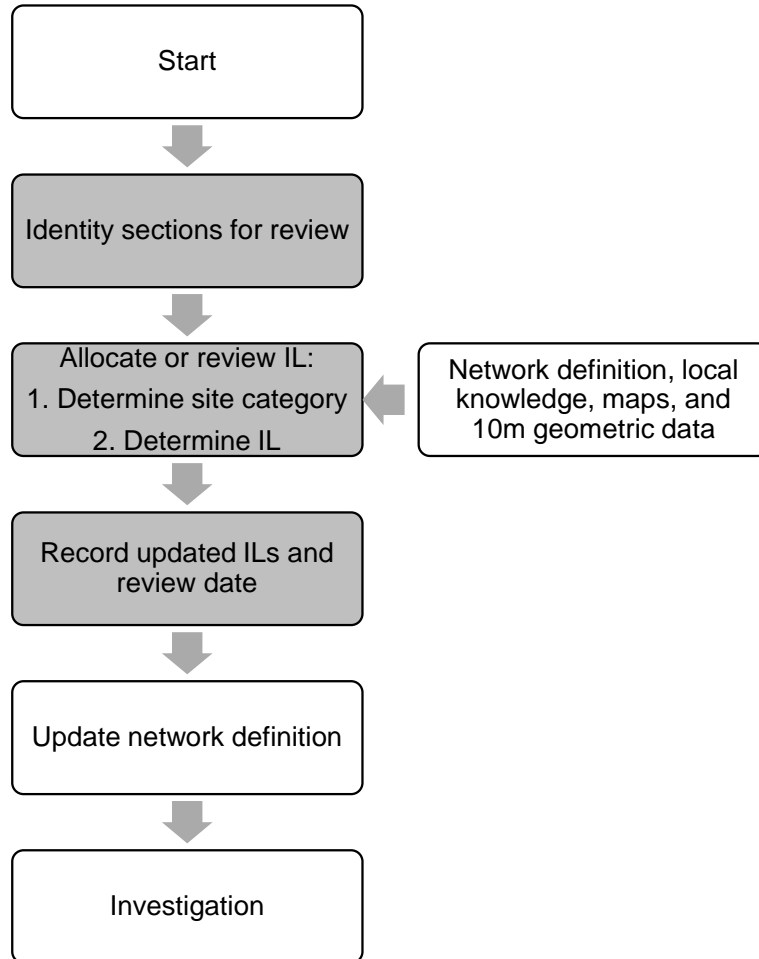 Start
Identity sections for review
Allocate or review IL:
1. Determine site category
2. Determine IL
Network definition, local
knowledge, maps, and
10m geometric data
Record updated ILs and
review date
Update network definition
Investigation